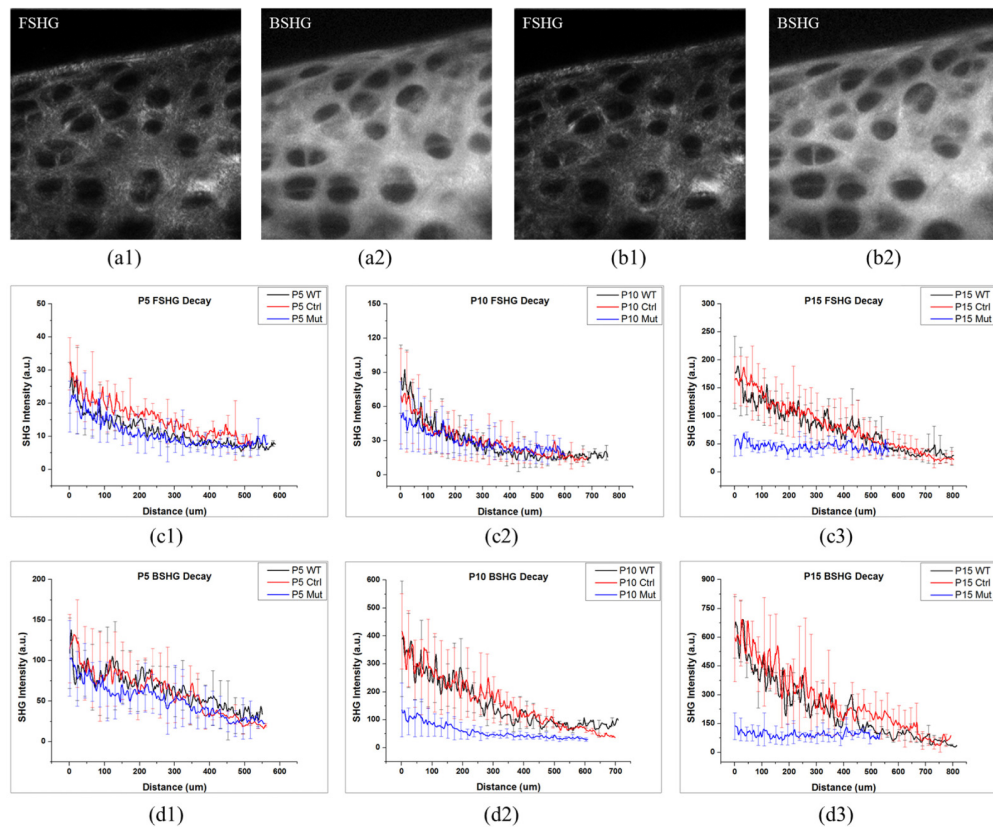 FSHG
BSHG
FSHG
BSHG
(a1)
(a2)
(b1)
(b2)
P5 FSHG Decay
P5 WT
P5 Ctrl
P5 Mut
SHG Intensity (a.u.)
50
40
30
20
10
0
0 100 200 300 400 500 600
Distance (um)
(c1)
P10 FSHG Decay
P10 WT
P10 Ctrl
P10 Mut
SHG Intensity (a.u.)
150
120
90
60
30
0
0 100 200 300 400 500 600 700 800
Distance (um)
(c2)
P15 FSHG Decay
P15 WT
P15 Ctrl
P15 Mut
SHG Intensity (a.u.)
300
250
200
150
100
50
0
0 100 200 300 400 500 600 700 800
Distance (um)
(c3)
P5 BSHG Decay
P5 WT
P5 Ctrl
P5 Mut
SHG Intensity (a.u.)
200
150
100
50
0
0 100 200 300 400 500 600
Distance (um)
(d1)
P10 BSHG Decay
P10 WT
P10 Ctrl
P10 Mut
SHG Intensity (a.u.)
600
500
400
300
200
100
0
0 100 200 300 400 500 600 700
Distance (um)
(d2)
P15 BSHG Decay
P15 WT
P15 Ctrl
P15 Mut
SHG Intensity (a.u.)
900
750
600
450
300
150
0
0 100 200 300 400 500 600 700 800
Distance (um)
(d3)